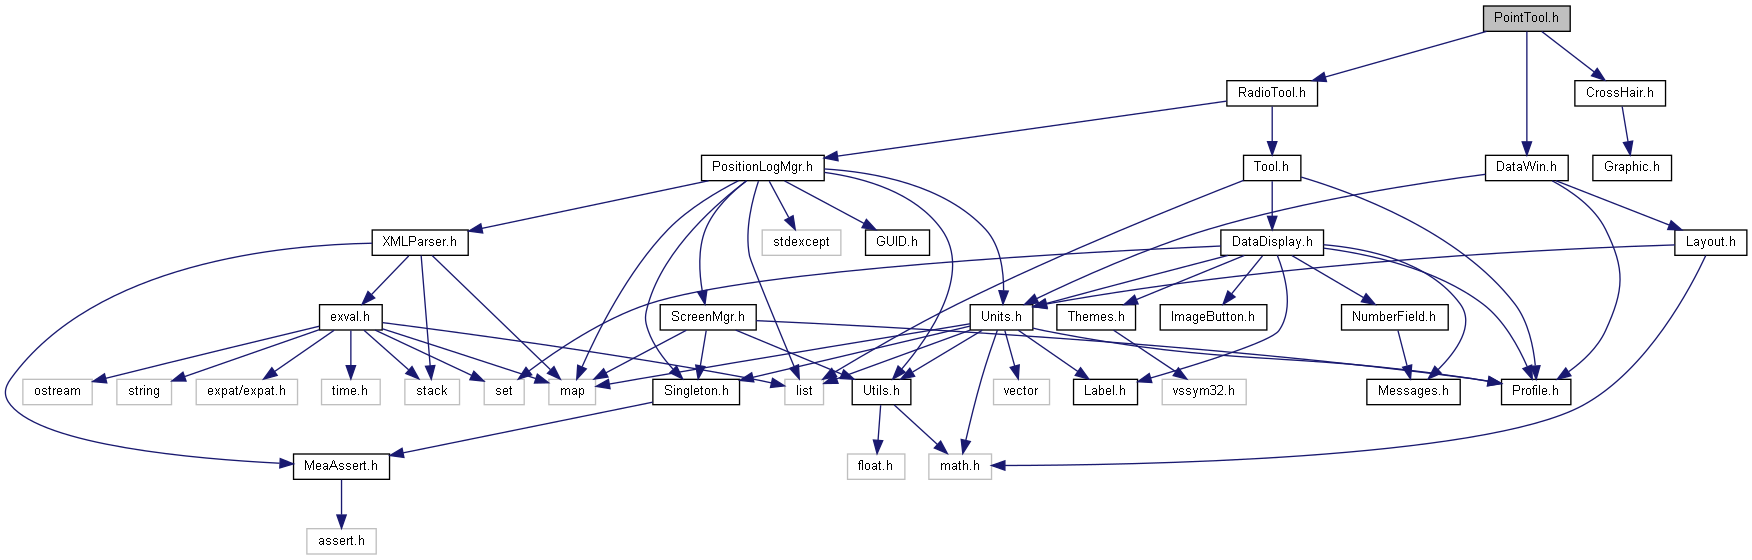 PointTool.h
RadioTool.h
CrossHair.h
PositionLogMgr.h
Tool.h
DataWin.h
Graphic.h
XMLParser.h
stdexcept
GUID.h
DataDisplay.h
Layout.h
exval.h
ScreenMgr.h
Units.h
Themes.h
ImageButton.h
NumberField.h
ostream
string
expat/expat.h
time.h
stack
set
map
Singleton.h
list
Utils.h
vector
Label.h
vssym32.h
Messages.h
Profile.h
MeaAssert.h
float.h
math.h
assert.h